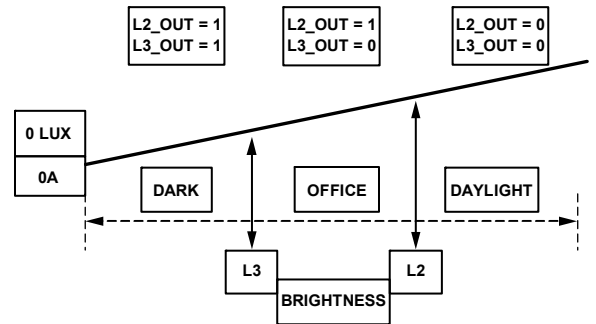 L2_OUT = 1
L3_OUT = 1
L2_OUT = 1
L3_OUT = 0
L2_OUT = 0
L3_OUT = 0
0 LUX
0A
DARK
OFFICE
DAYLIGHT
L3
L2
BRIGHTNESS